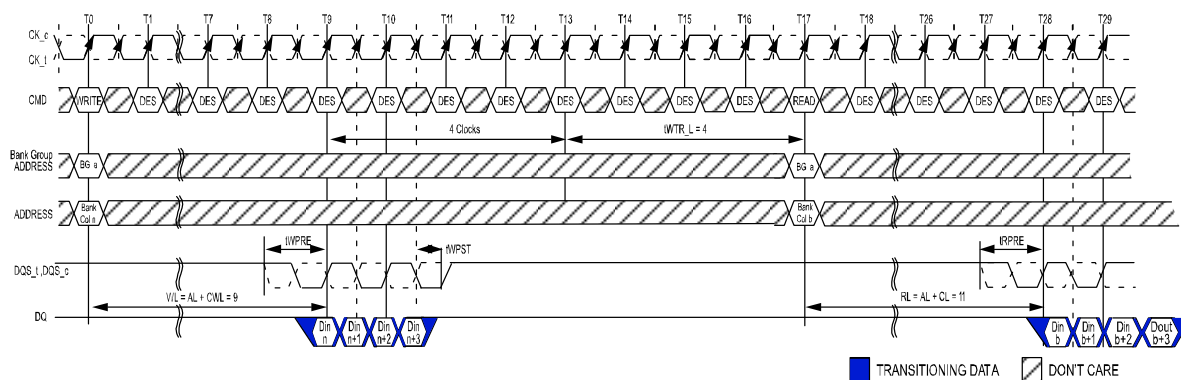 T0 T1 T7 T8 T9 T10 T11 T12 T13 T14 T15 T16 T17 T18 T26 T27 T28 T29
CK_c
CK_t
CMD WRITE DES DES DES DES DES DES DES DES DES DES DES READ DES DES DES DES DES
4 Clocks tWTR_L = 4
Bank Group
ADDRESS
BG a BG a
ADDRESS
Bank
Col n
Bank
Col b
tWPRE tWPST tRPRE
DQS_t ,DQS_c
WL = AL + CWL = 9 RL = AL + CL = 11
DQ
Din
n
Din
n+1
Din
n+2
Din
n+3
Din
b
Din
b+1
Din
b+2
Dout
b+3
TRANSITIONING DATA DON'T CARE